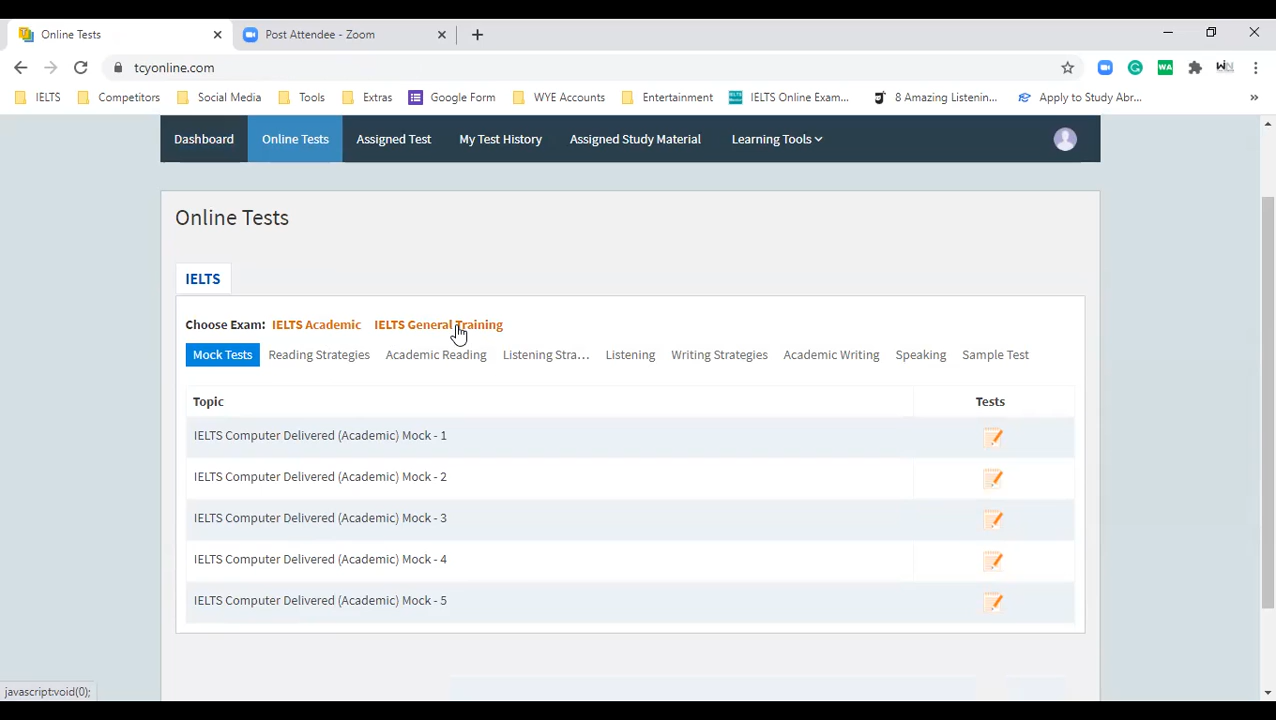 Online Tests
Post Attendee - Zoom
tcyonline.com
WA
IELTS Competitors Social Media Tools Extras Google Form WYE Accounts Entertainment IELTS Online Exam... 8 Amazing Listenin... Apply to Study Abr... »
Dashboard Online Tests Assigned Test My Test History Assigned Study Material Learning Tools
Online Tests
IELTS
Choose Exam: IELTS Academic IELTS General Training
Mock Tests Reading Strategies Academic Reading Listening Stra... Listening Writing Strategies Academic Writing Speaking Sample Test
Topic Tests
IELTS Computer Delivered (Academic) Mock - 1
IELTS Computer Delivered (Academic) Mock - 2
IELTS Computer Delivered (Academic) Mock - 3
IELTS Computer Delivered (Academic) Mock - 4
IELTS Computer Delivered (Academic) Mock - 5
javascript:void(0);